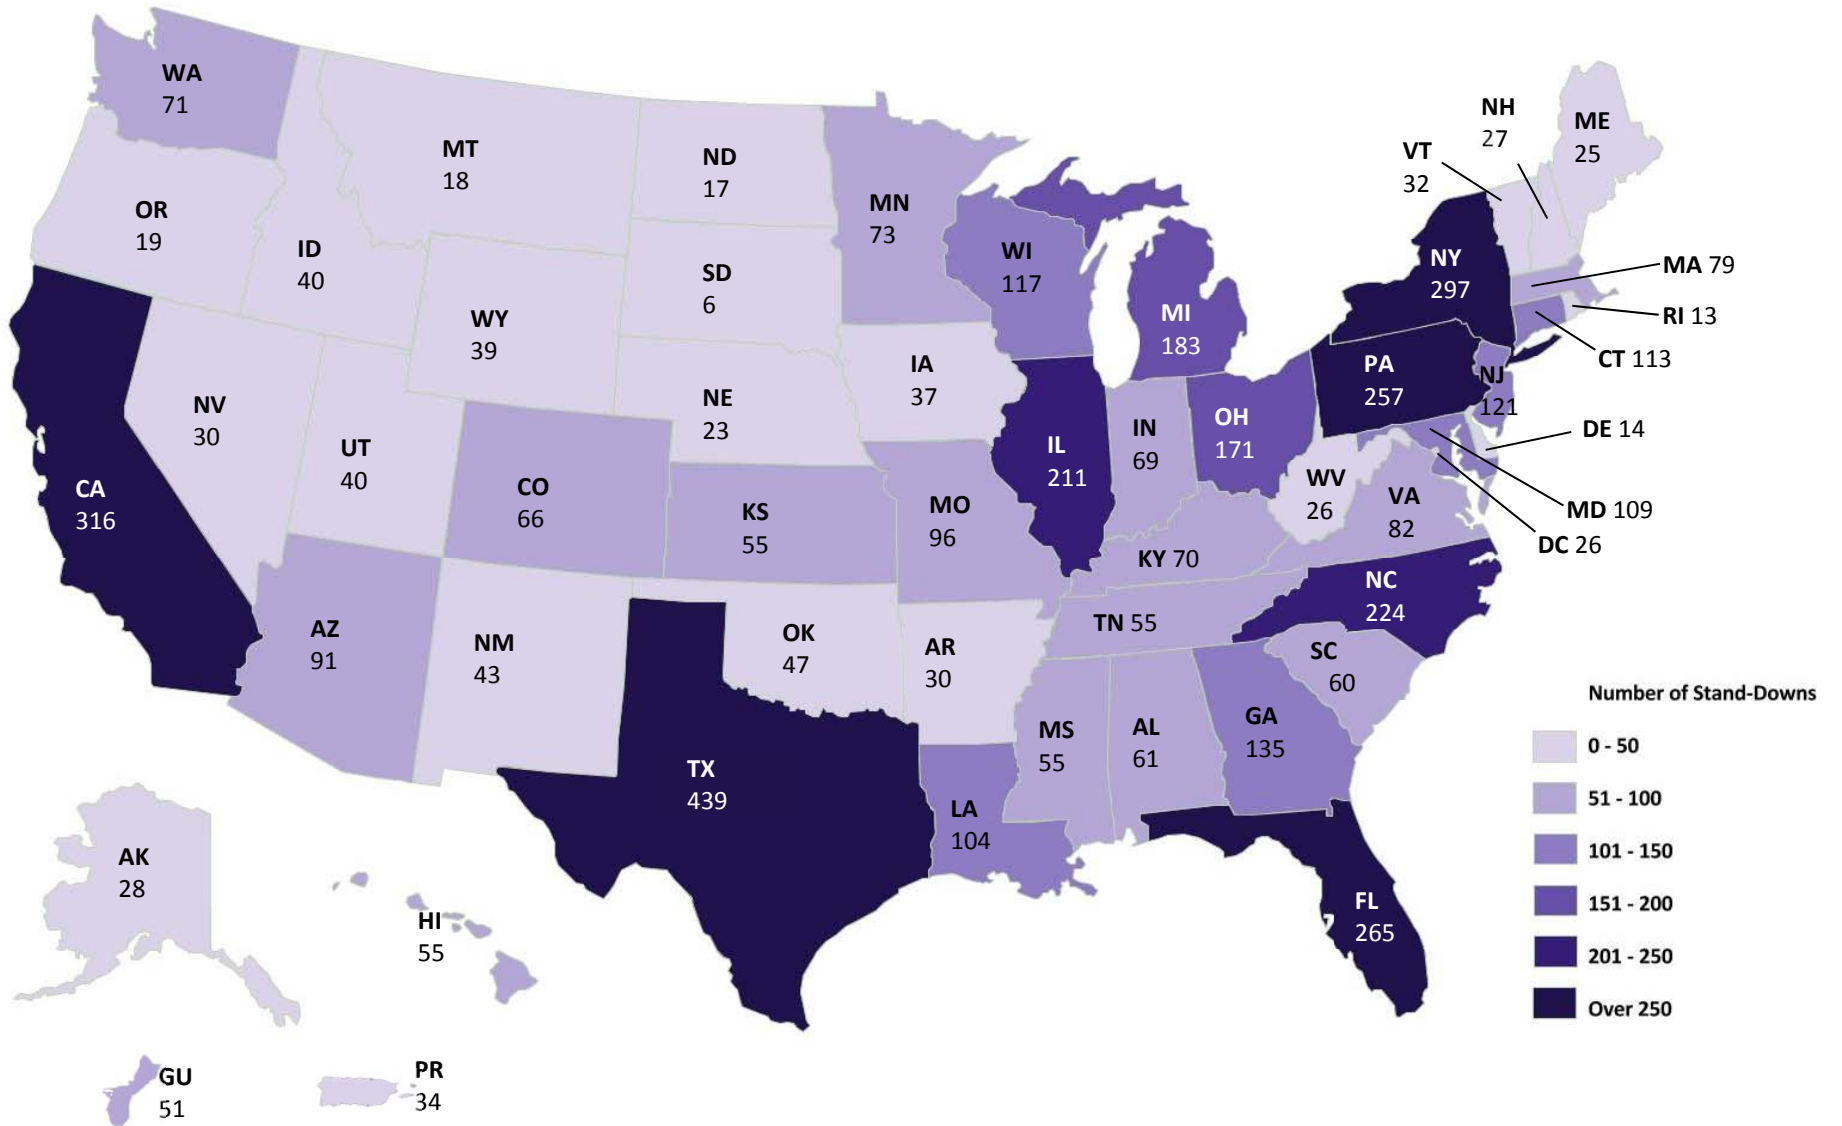 WA
71
OR
19
ID
40
MT
18
ND
17
SD
6
WY
39
NE
23
MN
73
WI
117
IA
37
MI
183
NV
30
UT
40
CA
316
CO
66
KS
55
MO
96
IL
211
IN
69
OH
171
WV
26
VA
82
KY 70
TN 55
NC
224
SC
60
AZ
91
NM
43
OK
47
AR
30
TX
439
LA
104
MS
55
AL
61
GA
135
FL
265
NY
297
PA
257
NJ
121
VT
32
NH
27
ME
25
MA 79
RI 13
CT 113
DE 14
MD 109
DC 26
AK
28
HI
55
GU
51
PR
34
Number of Stand-Downs
0 - 50
51 - 100
101 - 150
151 - 200
201 - 250
Over 250